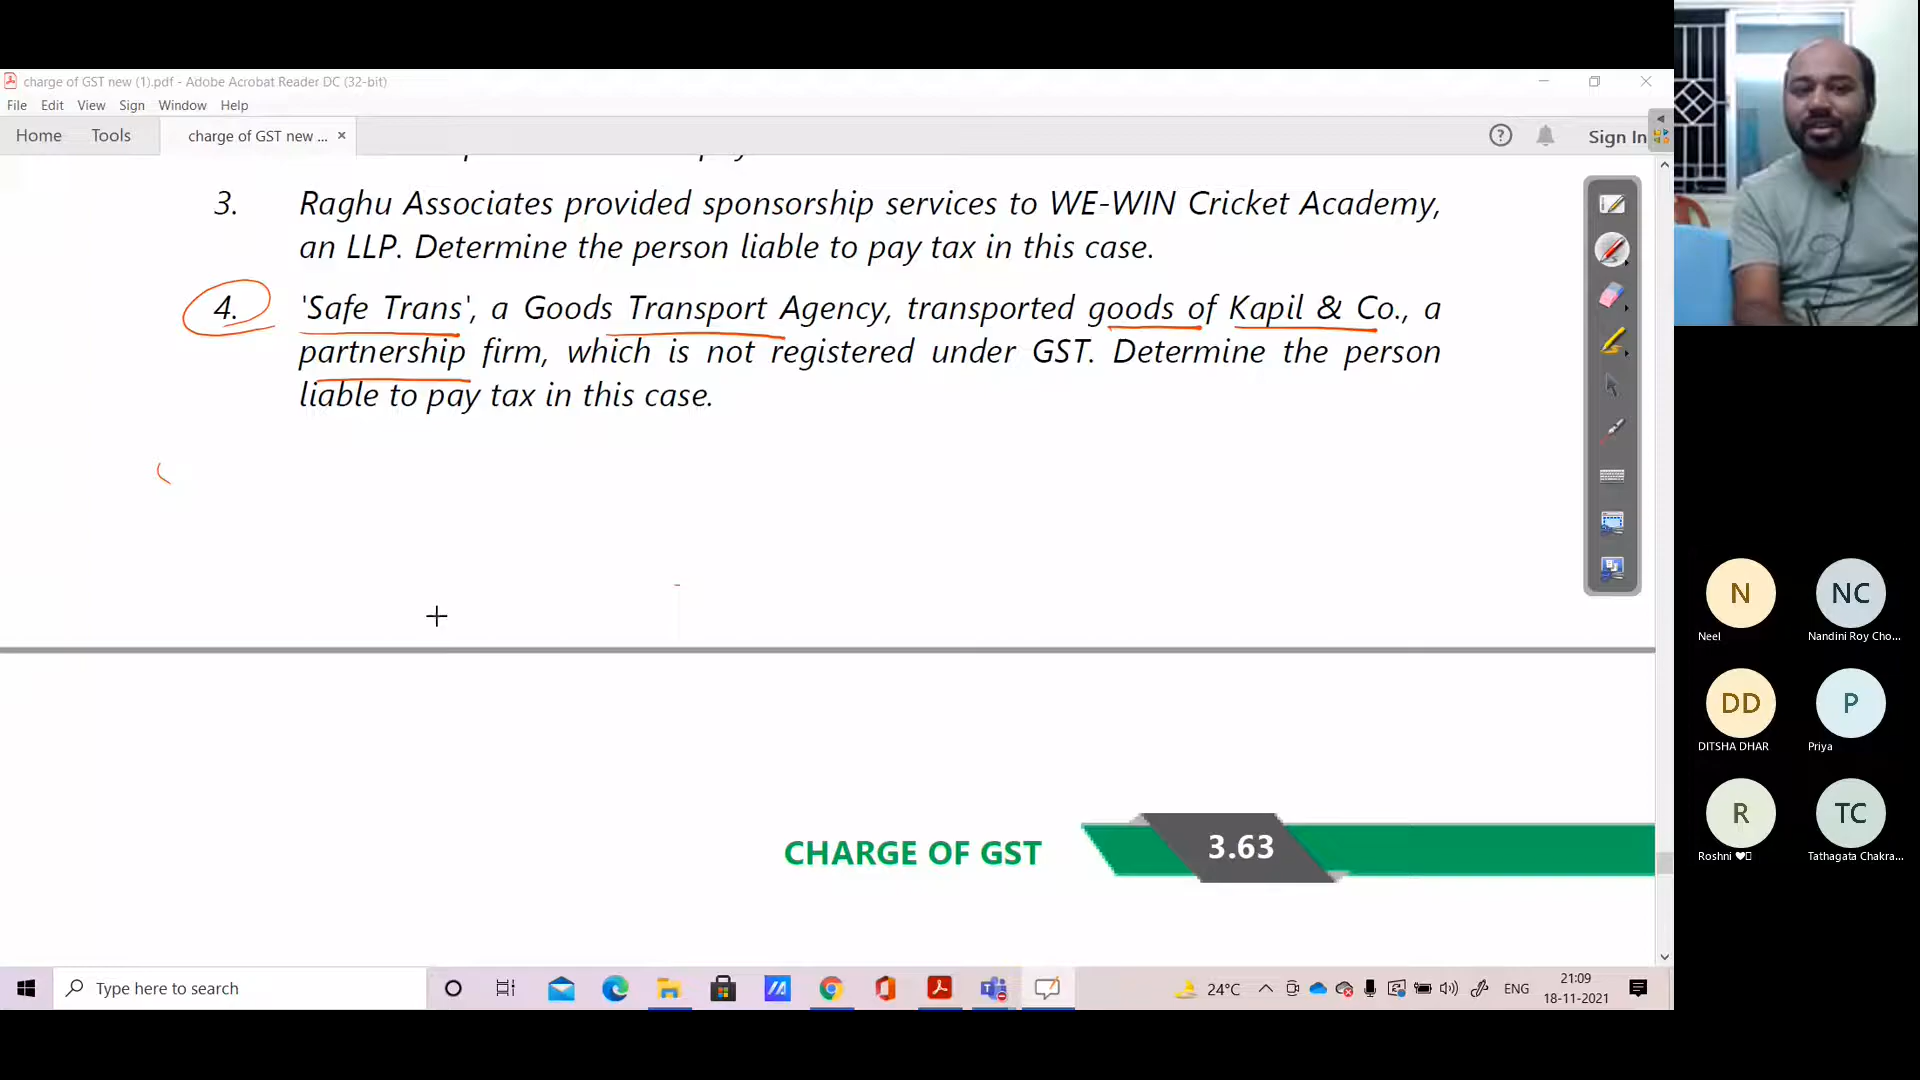 charge of GST new (1).pdf - Adobe Acrobat Reader DC (32-bit)
File Edit View Sign Window Help
Home Tools charge of GST new ... × Sign In
3. Raghu Associates provided sponsorship services to WE-WIN Cricket Academy,
an LLP. Determine the person liable to pay tax in this case.
4. 'Safe Trans', a Goods Transport Agency, transported goods of Kapil & Co., a
partnership firm, which is not registered under GST. Determine the person
liable to pay tax in this case.
CHARGE OF GST 3.63
N NC
Neel Nandini Roy Cho...
DD P
DITSHA DHAR Priya
R TC
Roshni ♥ Tathagata Chakra...
Type here to search 24°C ENG 21:09
18-11-2021